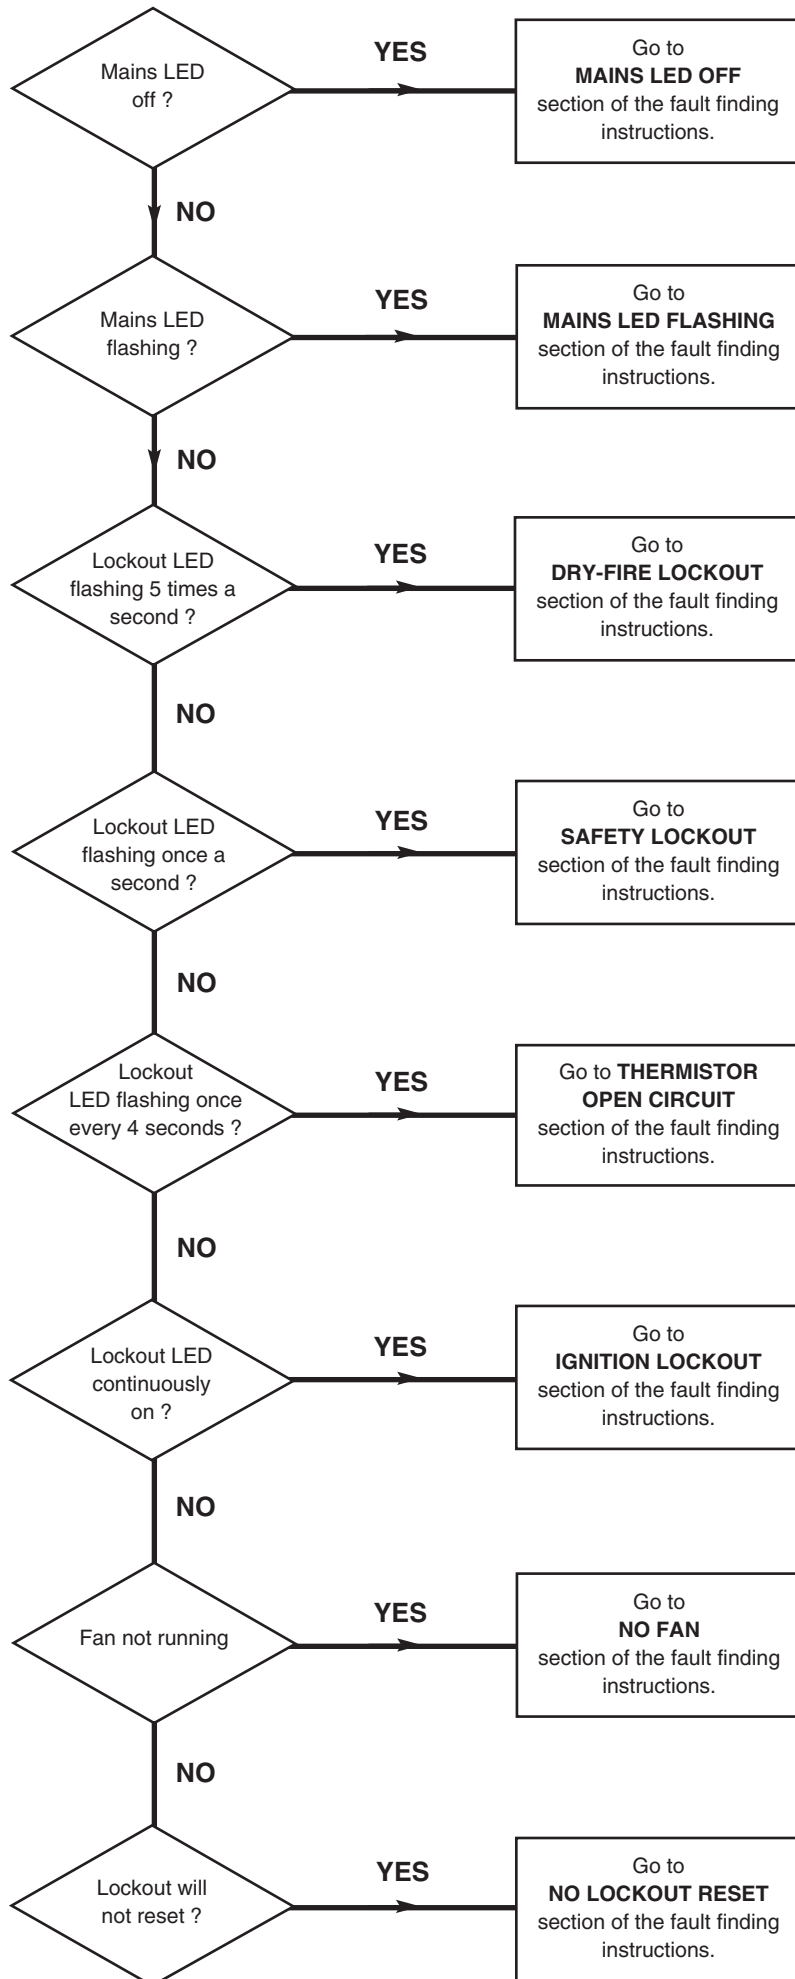 Mains LED
off ?
YES
Go to
MAINS LED OFF
section of the fault finding
instructions.
NO
Mains LED
flashing ?
YES
Go to
MAINS LED FLASHING
section of the fault finding
instructions.
NO
Lockout LED
flashing 5 times a
second ?
YES
Go to
DRY-FIRE LOCKOUT
section of the fault finding
instructions.
NO
Lockout LED
flashing once a
second ?
YES
Go to
SAFETY LOCKOUT
section of the fault finding
instructions.
NO
Lockout
LED flashing once
every 4 seconds ?
YES
Go to THERMISTOR
OPEN CIRCUIT
section of the fault finding
instructions.
NO
Lockout LED
continuously
on ?
YES
Go to
IGNITION LOCKOUT
section of the fault finding
instructions.
NO
Fan not running
YES
Go to
NO FAN
section of the fault finding
instructions.
NO
Lockout will
not reset ?
YES
Go to
NO LOCKOUT RESET
section of the fault finding
instructions.